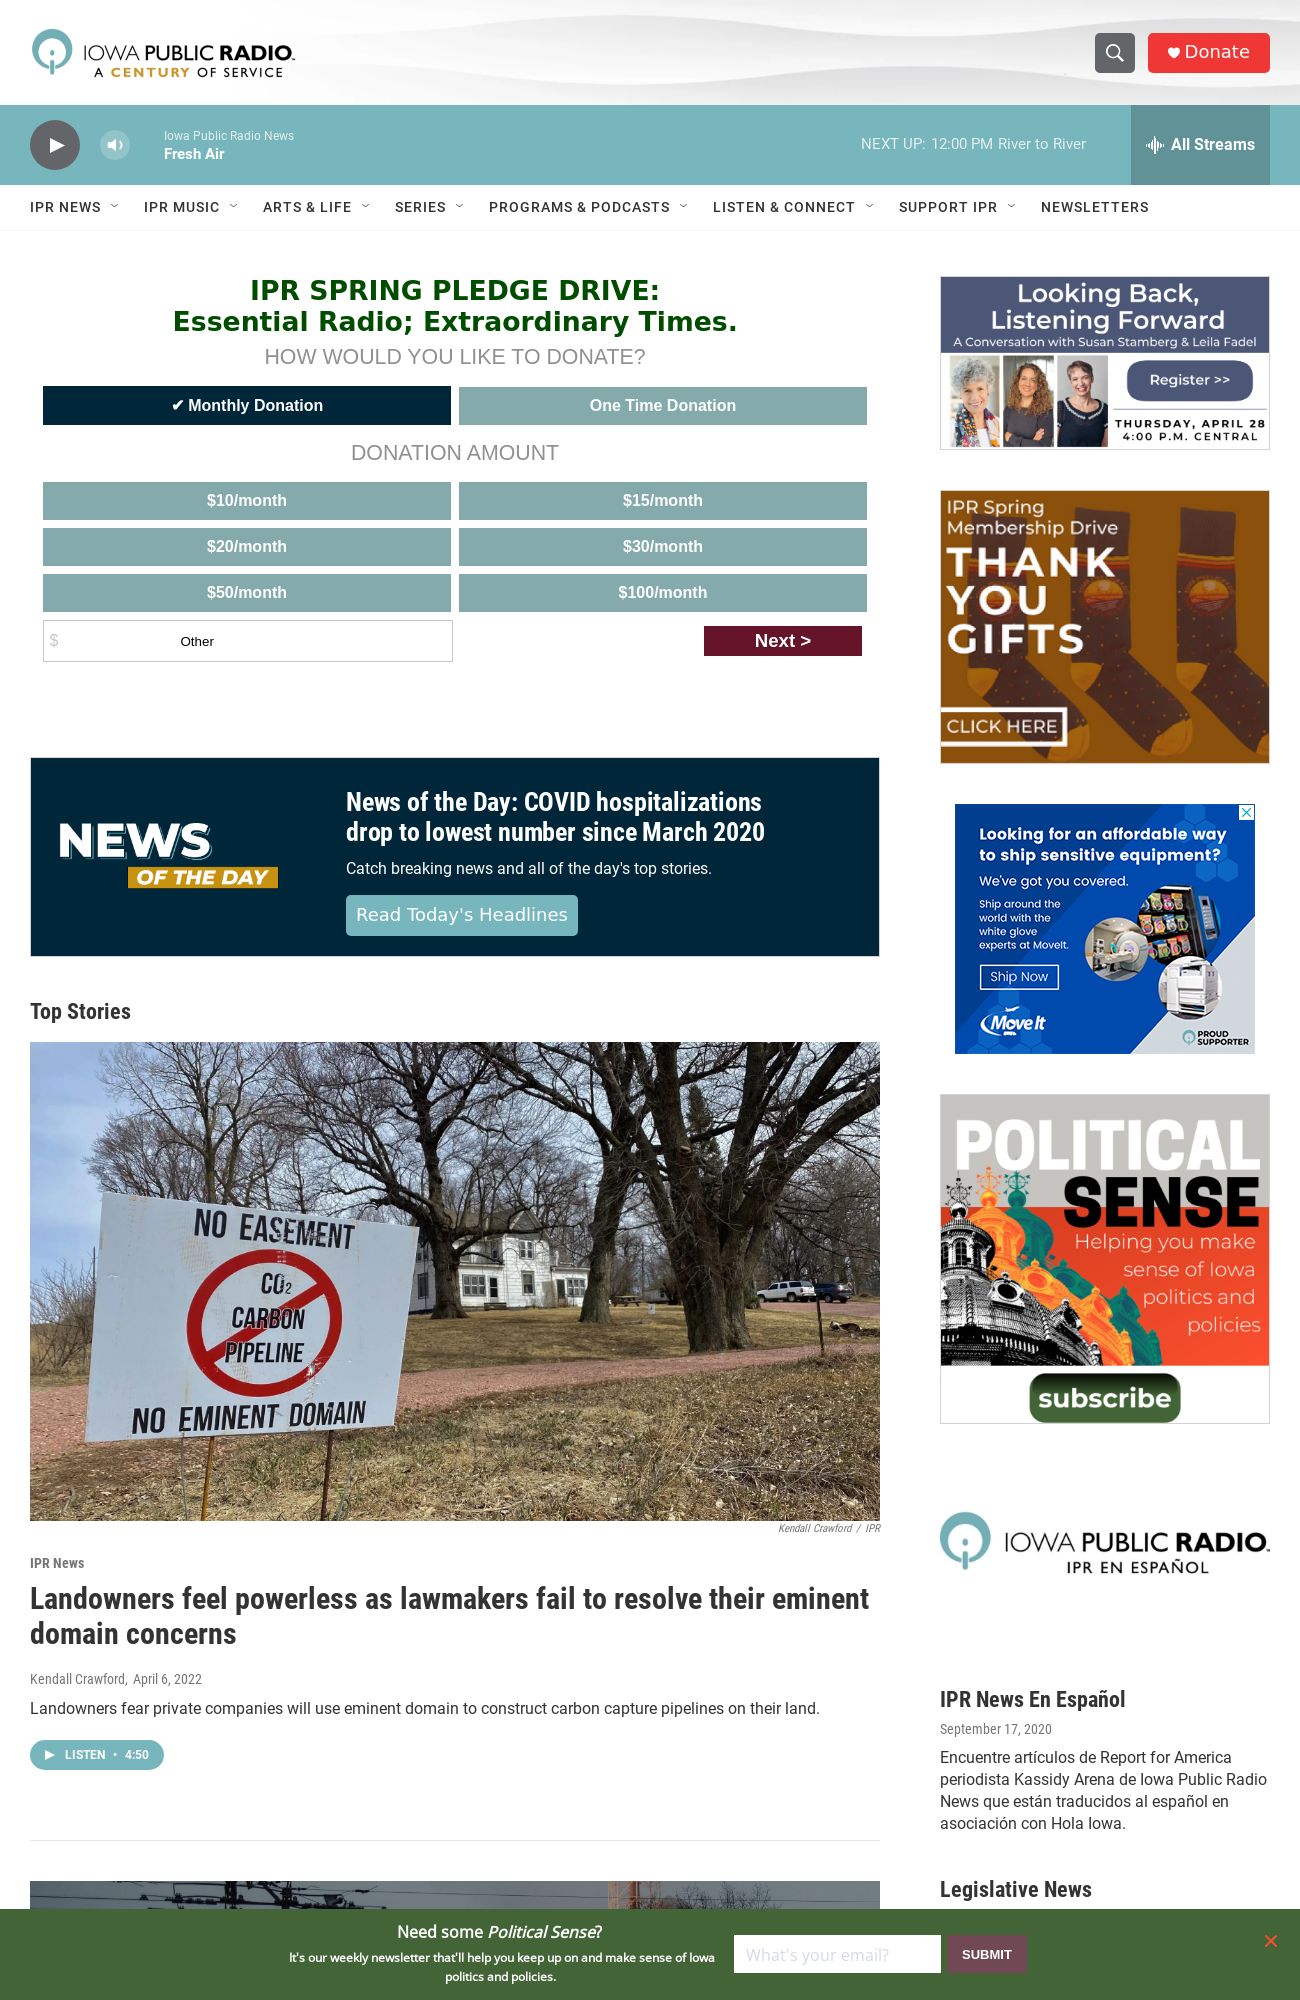 IOWA PUBLIC RADIO
A CENTURY OF SERVICE
Donate
Iowa Public Radio News
Fresh Air
NEXT UP: 12:00 PM River to River
All Streams
IPR NEWS
IPR MUSIC
ARTS & LIFE
SERIES
PROGRAMS & PODCASTS
LISTEN & CONNECT
SUPPORT IPR
NEWSLETTERS
IPR SPRING PLEDGE DRIVE:
Essential Radio; Extraordinary Times.
HOW WOULD YOU LIKE TO DONATE?
✔ Monthly Donation
One Time Donation
DONATION AMOUNT
$10/month
$15/month
$20/month
$30/month
$50/month
$100/month
$ Other
Next >
News of the Day: COVID hospitalizations
drop to lowest number since March 2020
NEWS
OF THE DAY
Catch breaking news and all of the day's top stories.
Read Today's Headlines
Top Stories
NO EASEMENT
CO₂
CARBON
PIPELINE
NO EMINENT DOMAIN
Kendall Crawford / IPR
IPR News
Landowners feel powerless as lawmakers fail to resolve their eminent
domain concerns
Kendall Crawford, April 6, 2022
Landowners fear private companies will use eminent domain to construct carbon capture pipelines on their land.
LISTEN • 4:50
Looking Back,
Listening Forward
A Conversation with Susan Stamberg & Leila Fadel
Register >>
THURSDAY, APRIL 28
4:00 P.M. CENTRAL
IPR Spring
Membership Drive
THANK
YOU
GIFTS
CLICK HERE
Looking for an affordable way
to ship sensitive equipment?
We've got you covered.
Ship around the
world with the
white glove
experts at MoveIt.
Ship Now
Move It
PROUD
SUPPORTER
POLITICAL
SENSE
Helping you make
sense of Iowa
politics and
policies
subscribe
IOWA PUBLIC RADIO
IPR EN ESPAÑOL
IPR News En Español
September 17, 2020
Encuentre artículos de Report for America
periodista Kassidy Arena de Iowa Public Radio
News que están traducidos al español en
asociación con Hola Iowa.
Legislative News
Need some Political Sense?
It's our weekly newsletter that'll help you keep up on and make sense of Iowa
politics and policies.
What's your email?
SUBMIT